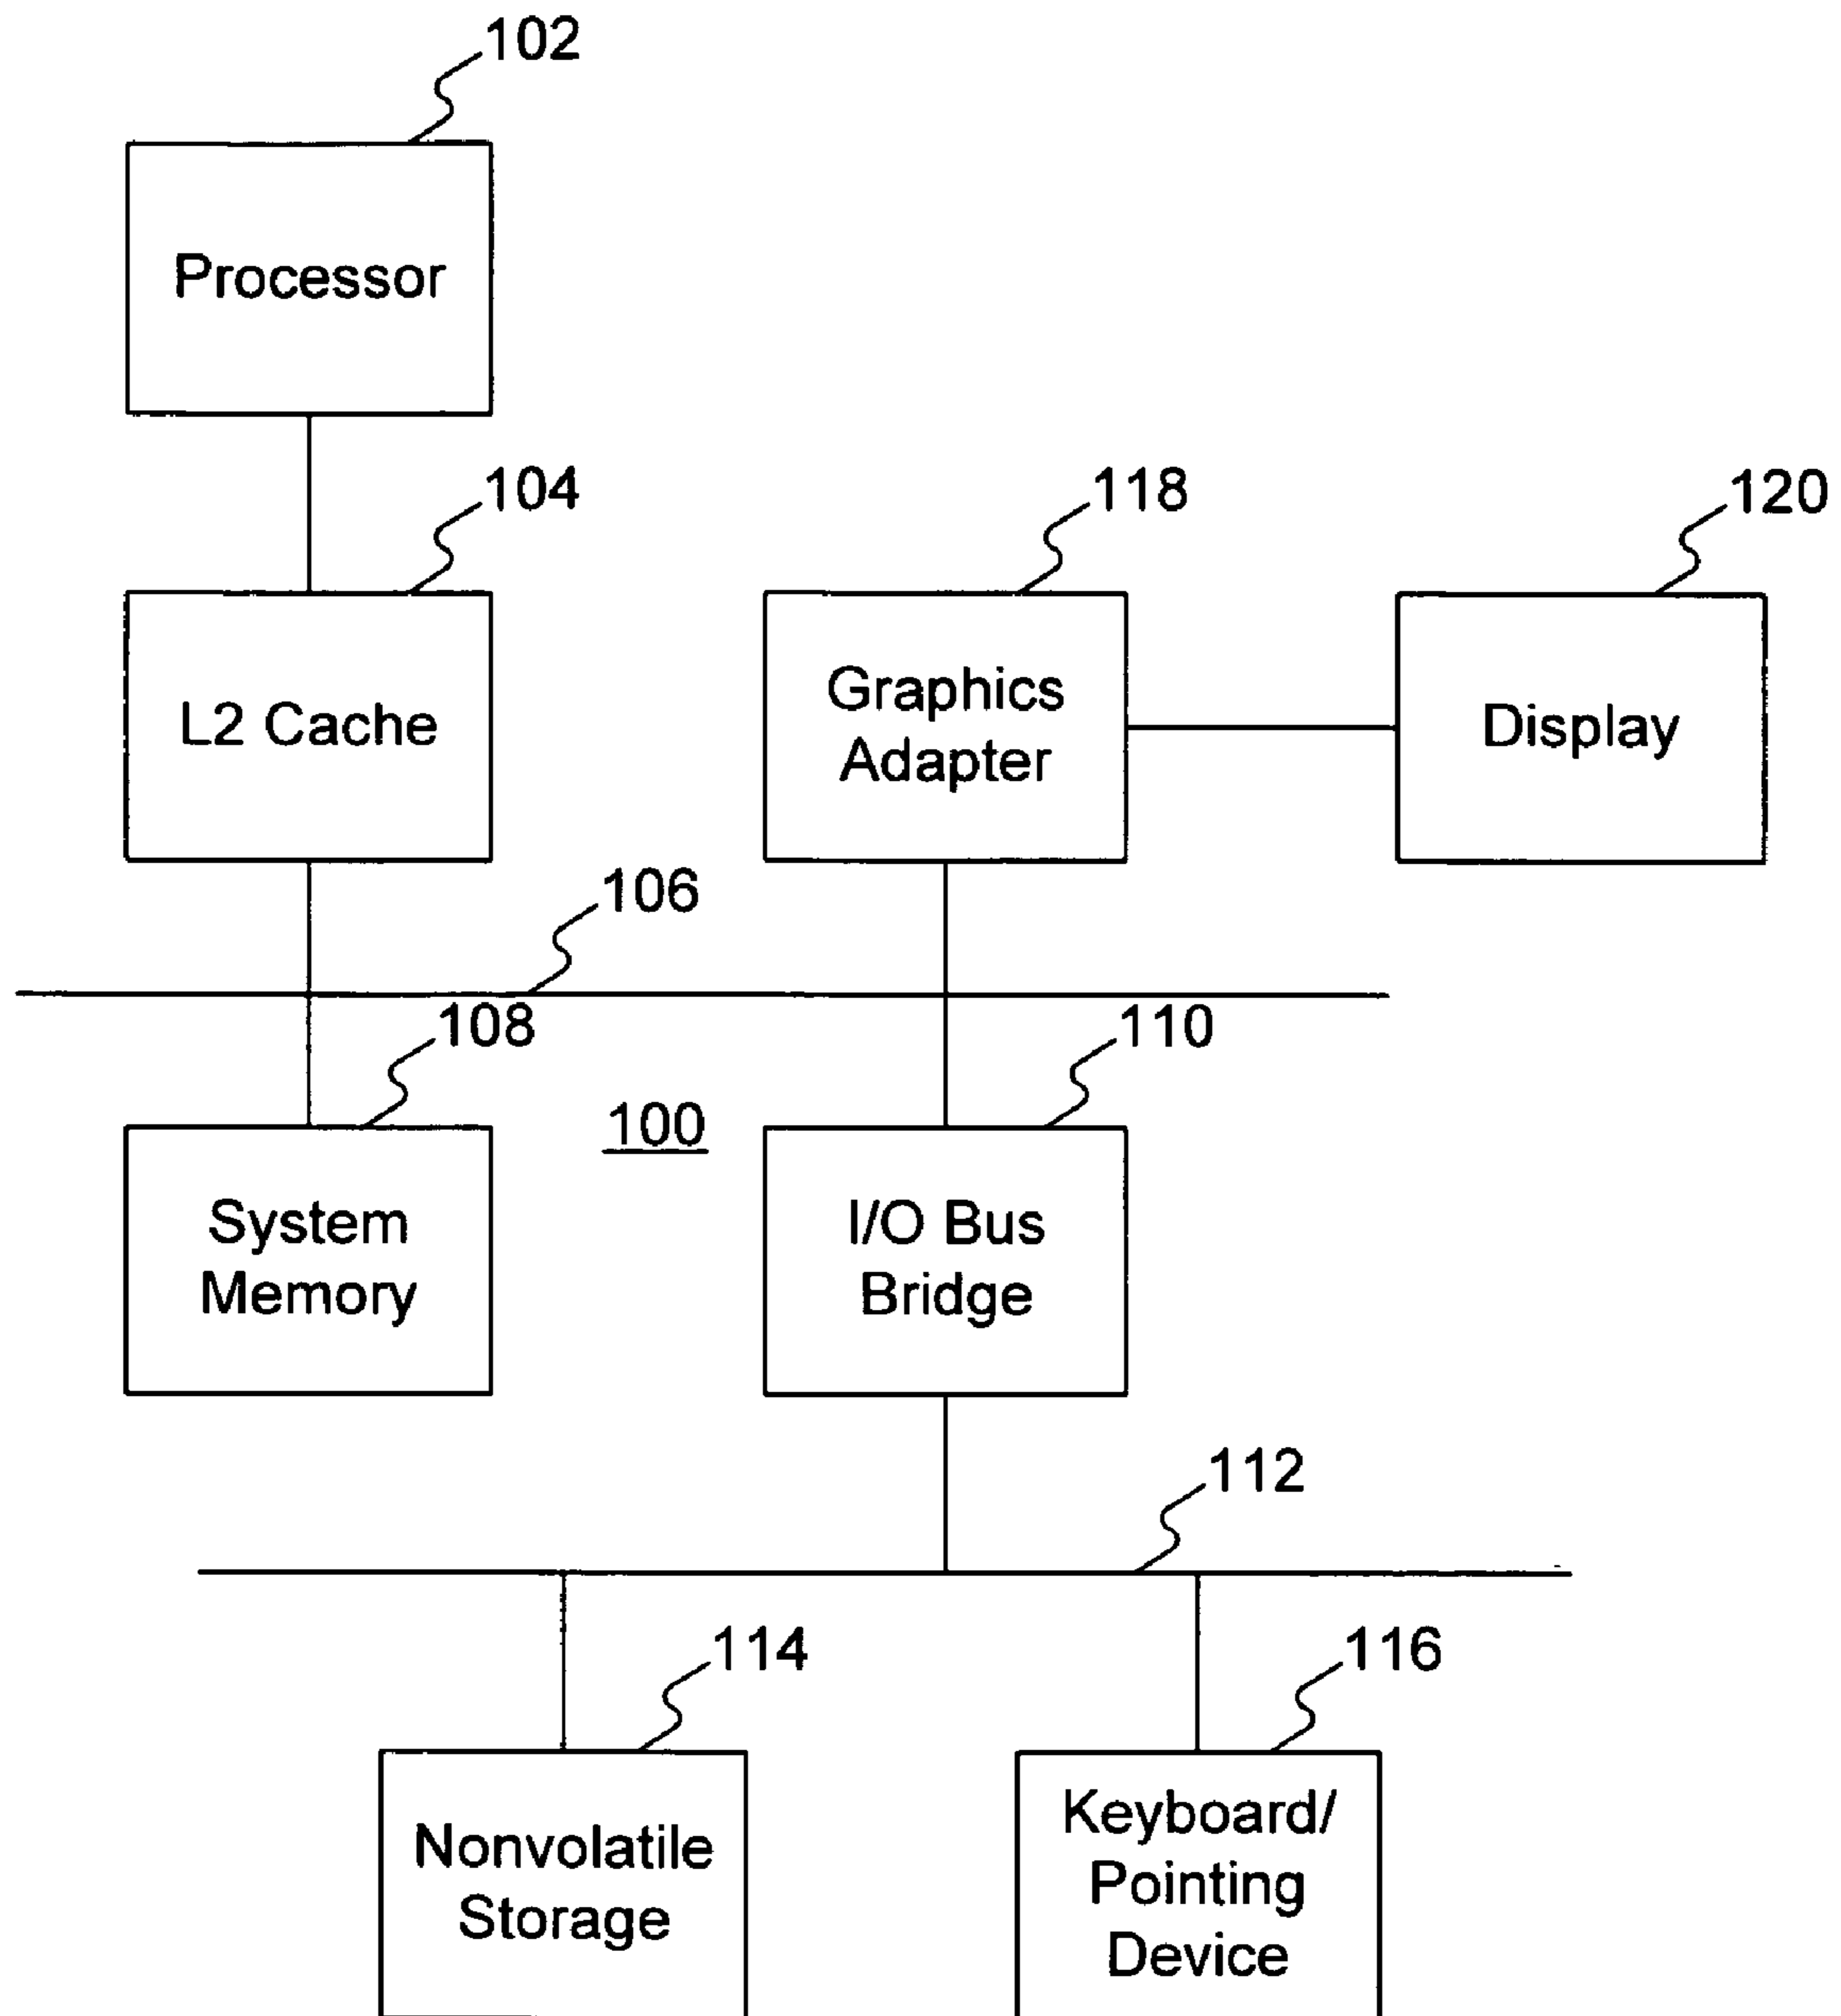 102
Processor
104
118
120
L2 Cache
Graphics
Adapter
Display
106
108
110
100
System
Memory
I/O Bus
Bridge
112
114
116
Nonvolatile
Storage
Keyboard/
Pointing
Device